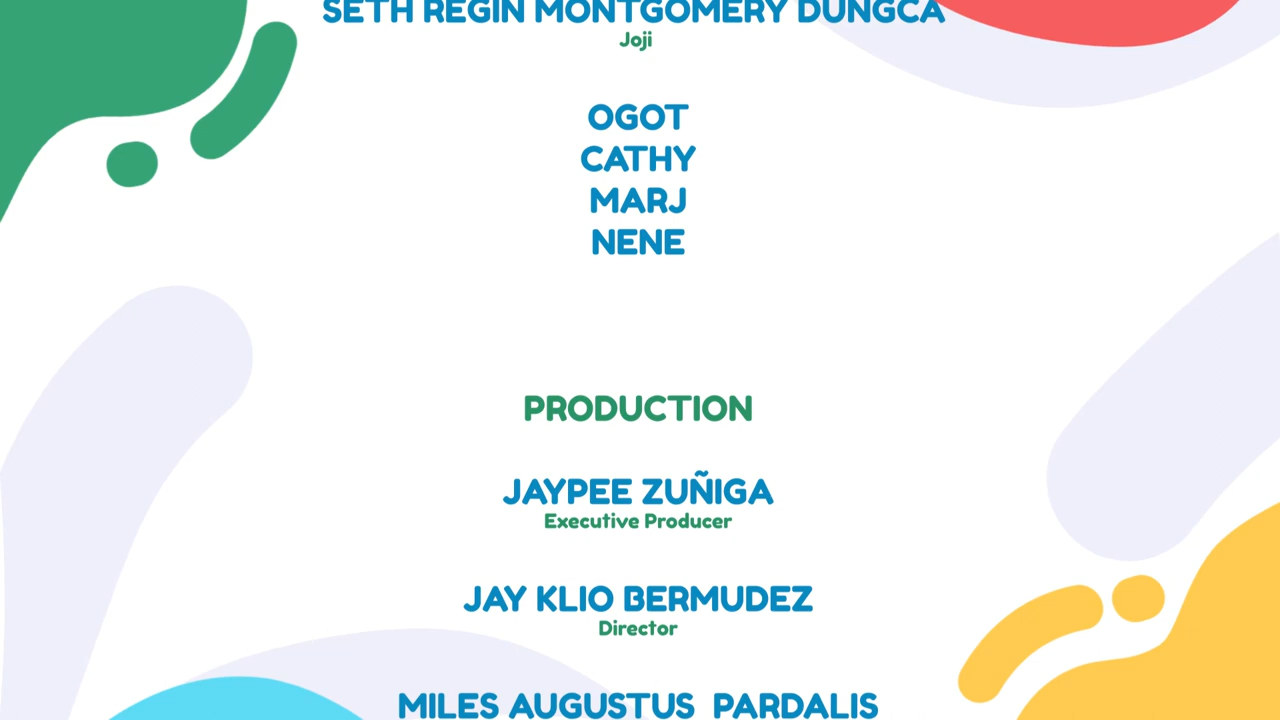 SETH REGIN MONTGOMERY DUNGCA
Joji
OGOT
CATHY
MARJ
NENE
PRODUCTION
JAYPEE ZUÑIGA
Executive Producer
JAY KLIO BERMUDEZ
Director
MILES AUGUSTUS PARDALIS